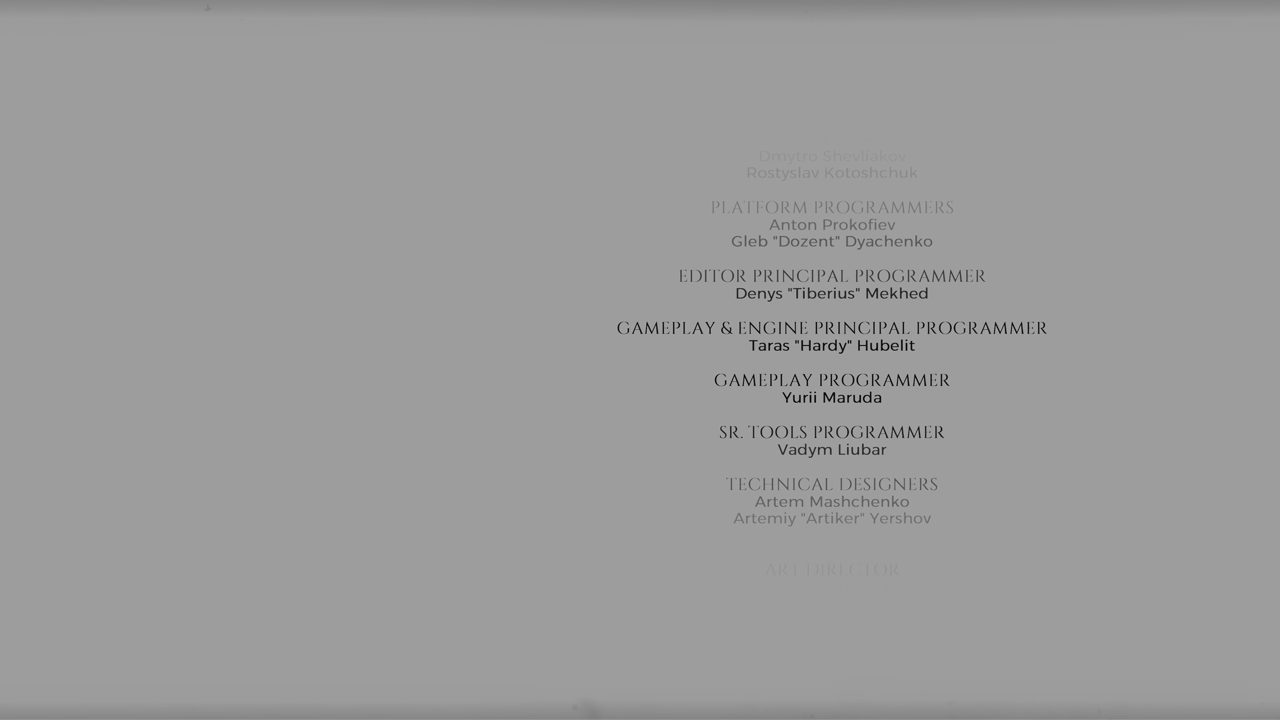 Dmytro Shevliakov
Rostyslav Kotoshchuk
PLATFORM PROGRAMMERS
Anton Prokofiev
Gleb "Dozent" Dyachenko
EDITOR PRINCIPAL PROGRAMMER
Denys "Tiberius" Mekhed
GAMEPLAY & ENGINE PRINCIPAL PROGRAMMER
Taras "Hardy" Hubelit
GAMEPLAY PROGRAMMER
Yurii Maruda
SR. TOOLS PROGRAMMER
Vadym Liubar
TECHNICAL DESIGNERS
Artem Mashchenko
Artemiy "Artiker" Yershov
ART DIRECTOR